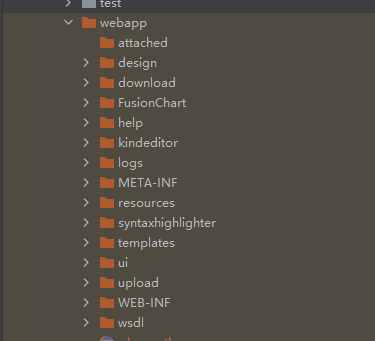 test
webapp
attached
design
download
FusionChart
help
kindeditor
logs
META-INF
resources
syntaxhighlighter
templates
ui
upload
WEB-INF
wsdl